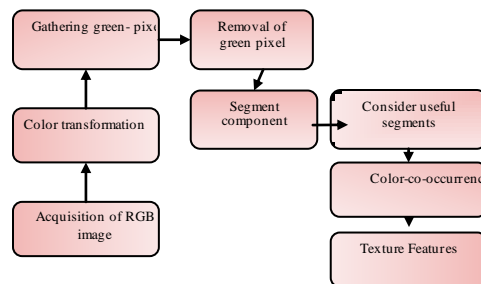 Gathering green- pix
Removal of
green pixel
Segment
component
Consider useful
segments
Color transformation
Color-co-occurrenc
Acquisition of RGB
image
Texture Features